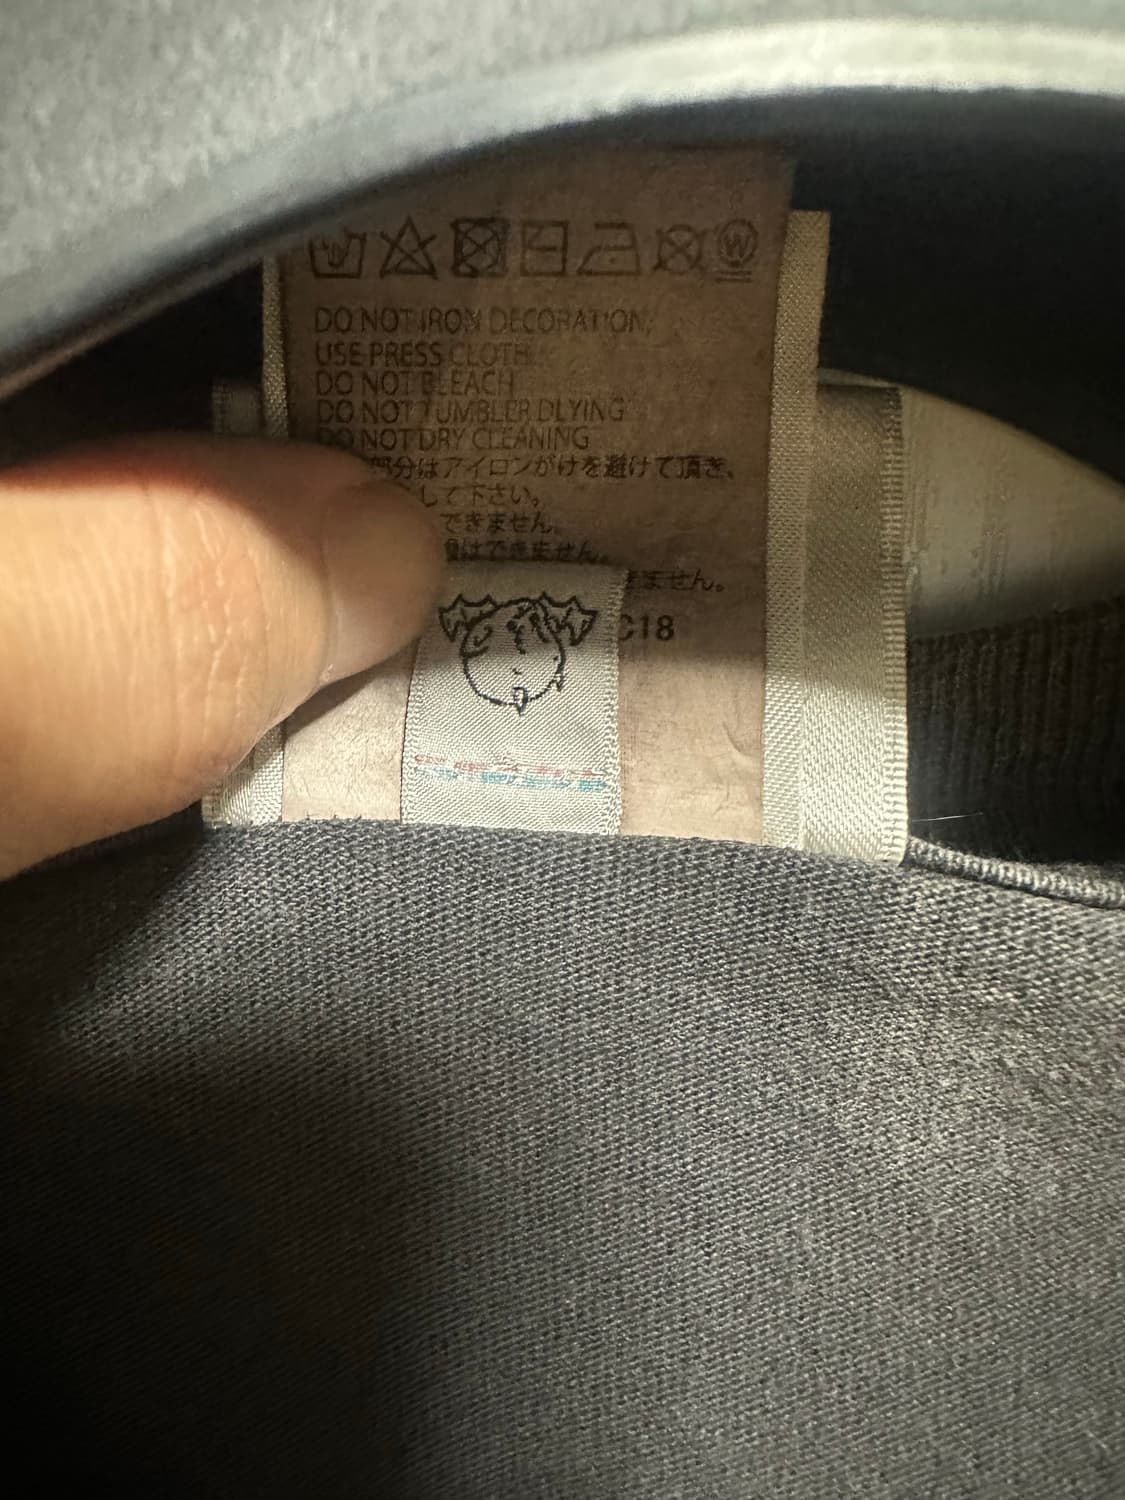 W
DO NOT IRON DECORATION,
USE PRESS CLOTH
DO NOT BLEACH
DO NOT TUMBLER DLYING
DO NOT DRY CLEANING
部分はアイロンがけを避けて頂き、
して下さい。
できません。
はできません。
きません。
C18